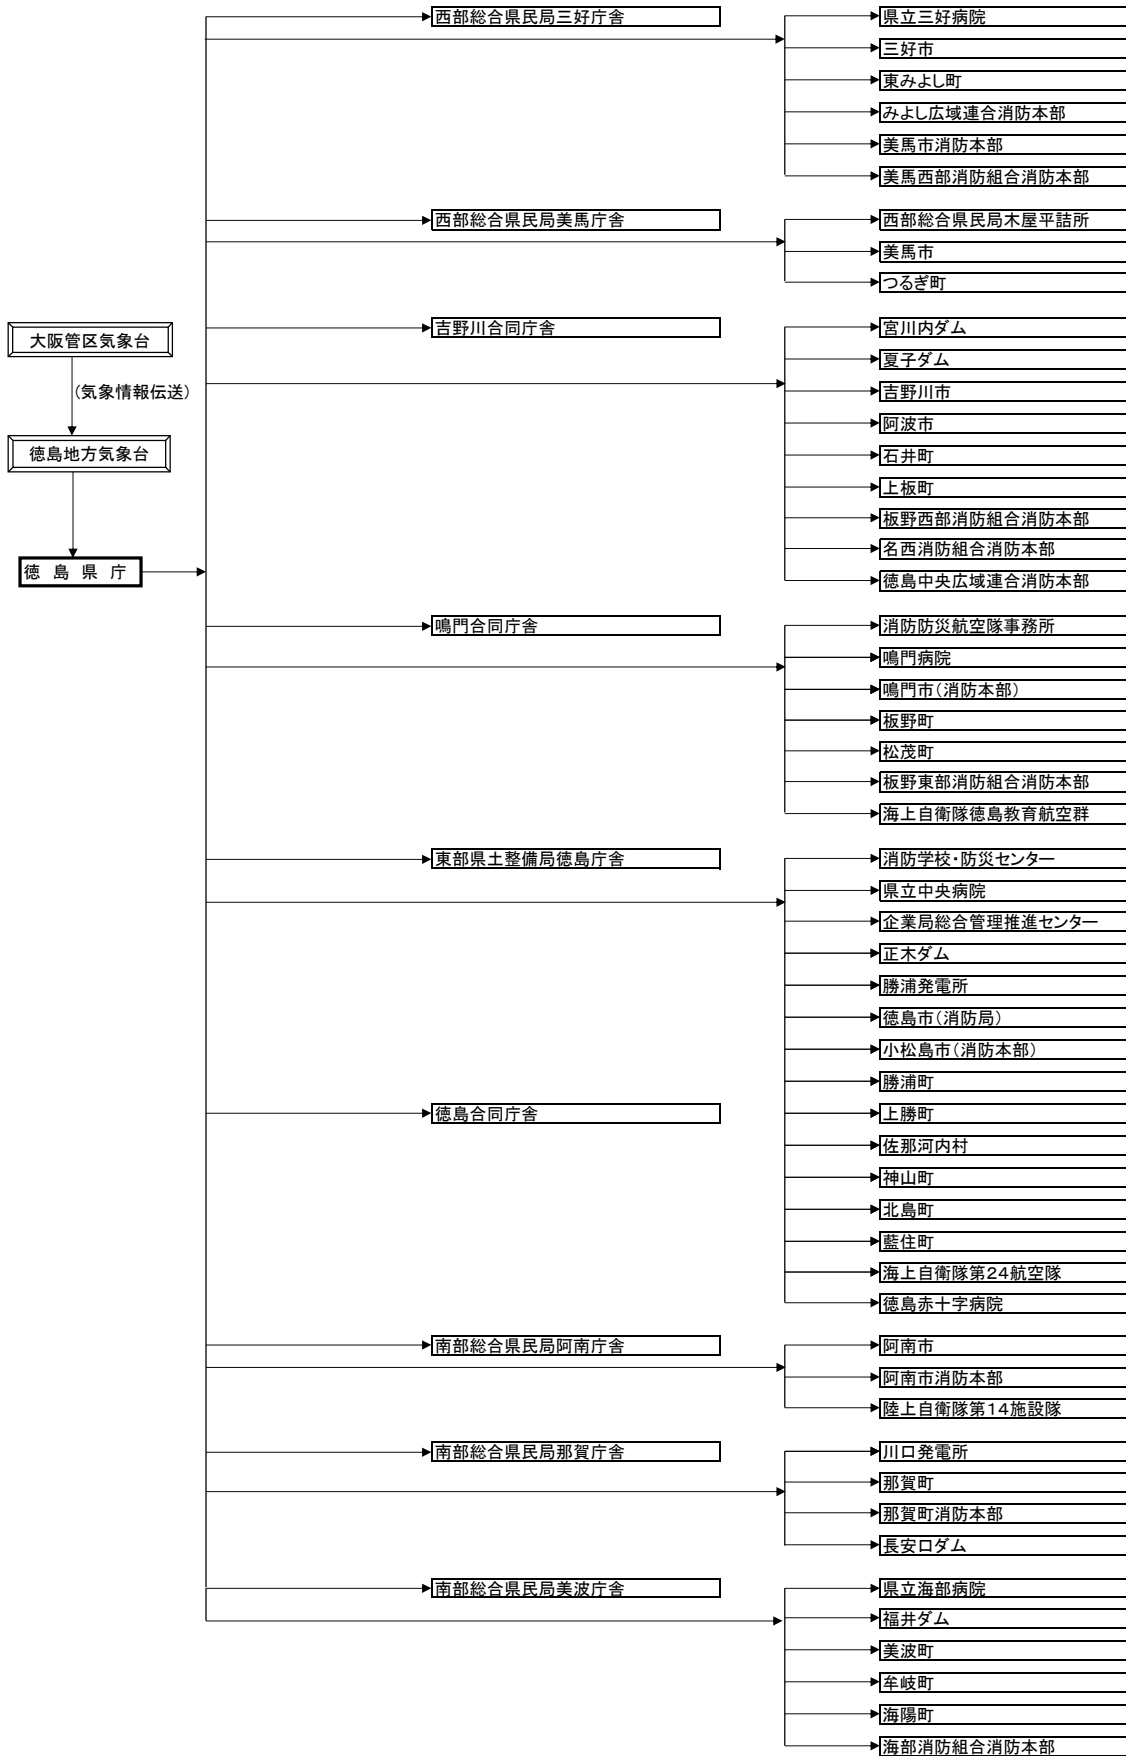 大阪管区気象台
(気象情報伝送)
徳島地方気象台
徳島県庁
西部総合県民局三好庁舎
県立三好病院
三好市
東みよし町
みよし広域連合消防本部
美馬市消防本部
美馬西部消防組合消防本部
西部総合県民局美馬庁舎
西部総合県民局木屋平詰所
美馬市
つるぎ町
吉野川合同庁舎
宮川内ダム
夏子ダム
吉野川市
阿波市
石井町
上板町
板野西部消防組合消防本部
名西消防組合消防本部
徳島中央広域連合消防本部
鳴門合同庁舎
消防防災航空隊事務所
鳴門病院
鳴門市(消防本部)
板野町
松茂町
板野東部消防組合消防本部
海上自衛隊徳島教育航空群
東部県土整備局徳島庁舎
消防学校・防災センター
県立中央病院
企業局総合管理推進センター
正木ダム
勝浦発電所
徳島市(消防局)
小松島市(消防本部)
勝浦町
徳島合同庁舎
上勝町
佐那河内村
神山町
北島町
藍住町
海上自衛隊第24航空隊
徳島赤十字病院
南部総合県民局阿南庁舎
阿南市
阿南市消防本部
陸上自衛隊第14施設隊
南部総合県民局那賀庁舎
川口発電所
那賀町
那賀町消防本部
長安口ダム
南部総合県民局美波庁舎
県立海部病院
福井ダム
美波町
牟岐町
海陽町
海部消防組合消防本部